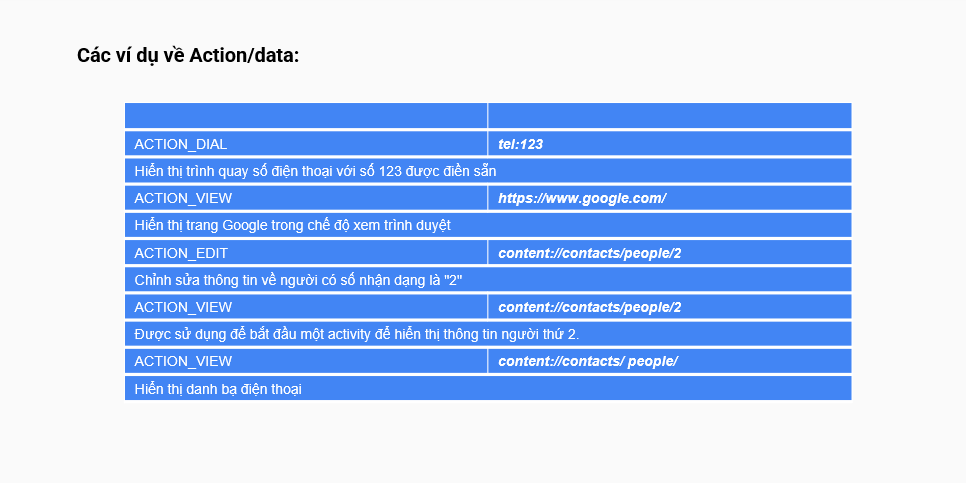 Các ví dụ về Action/data:
ACTION_DIAL tel:123
Hiển thị trình quay số điện thoại với số 123 được điền sẵn
ACTION_VIEW https://www.google.com/
Hiển thị trang Google trong chế độ xem trình duyệt
ACTION_EDIT content://contacts/people/2
Chỉnh sửa thông tin về người có số nhận dạng là "2"
ACTION_VIEW content://contacts/people/2
Được sử dụng để bắt đầu một activity để hiển thị thông tin người thứ 2.
ACTION_VIEW content://contacts/ people/
Hiển thị danh bạ điện thoại